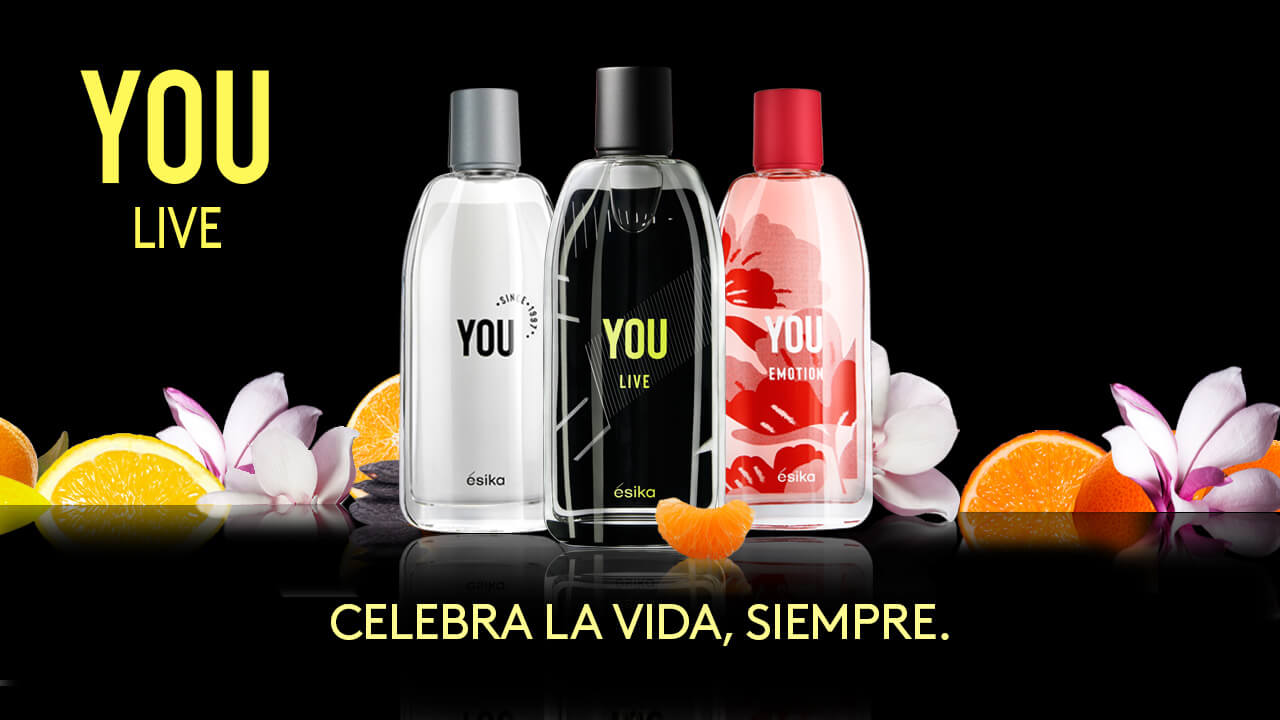 YOU
LIVE
•SINCE•1997•
YOU
ésika
YOU
LIVE
ésika
YOU
EMOTION
ésika
CELEBRA LA VIDA, SIEMPRE.